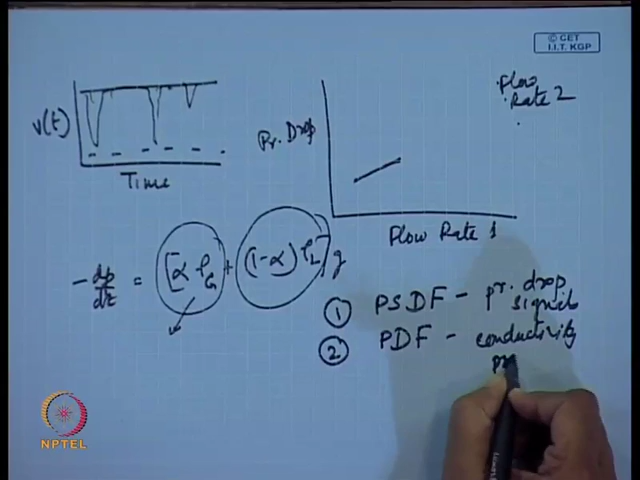 © CET
I.I.T. KGP
Flow
Rate 2
v(t)
Time
Pr. Drop
Flow Rate 1
-dp/dz = [α ρG + (1-α) ρL] g
① PSDF - pr. drop
signals
② PDF - conductivity
pr
NPTEL